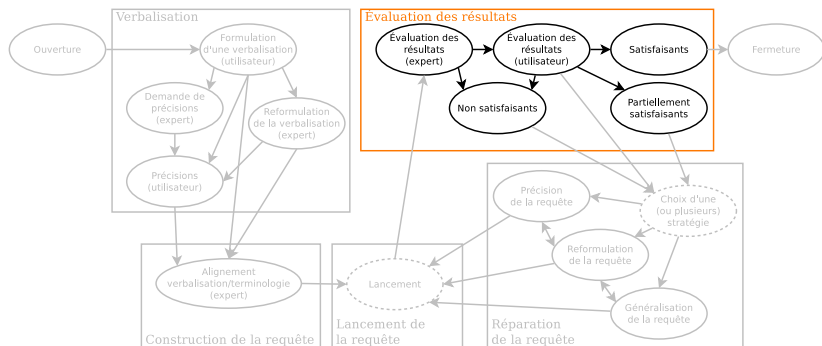 Verbalisation
Évaluation des résultats
Ouverture
Formulation
d'une verbalisation
(utilisateur)
Évaluation des
résultats
(expert)
Évaluation des
résultats
(utilisateur)
Satisfaisants
Fermeture
Demande de
précisions
(expert)
Reformulation
de la verbalisation
(expert)
Non satisfaisants
Partiellement
satisfaisants
Précisions
(utilisateur)
Précision
de la requête
Choix d'une
(ou plusieurs)
stratégie
Reformulation
de la requête
Alignement
verbalisation/terminologie
(expert)
Lancement
Généralisation
de la requête
Construction de la requête
Lancement de
la requête
Réparation
de la requête